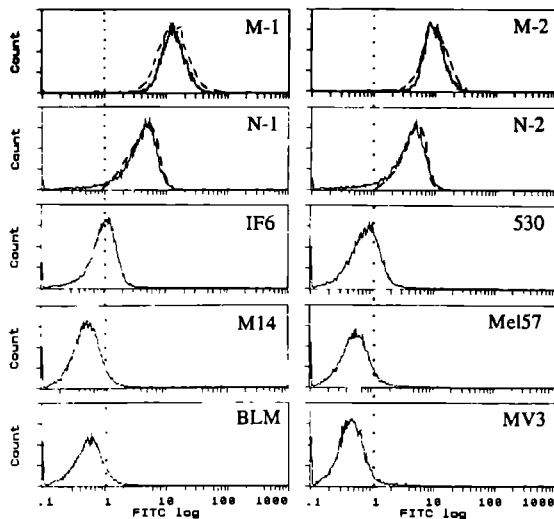 Count M-1 M-2
Count N-1 N-2
Count IF6 530
Count M14 Mel57
Count BLM MV3
.1 1 10 100 1000 .1 1 10 100 1000
FITC log FITC log